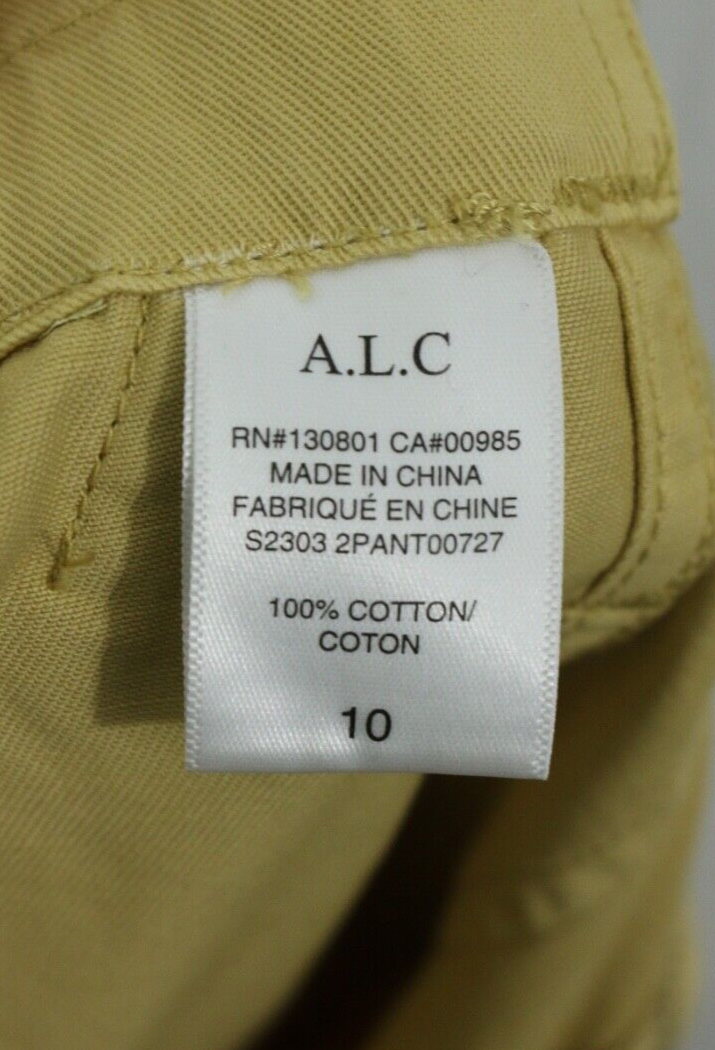 A.L.C
RN#130801 CA#00985
MADE IN CHINA
FABRIQUÉ EN CHINE
S2303 2PANT00727
100% COTTON/
COTON
10